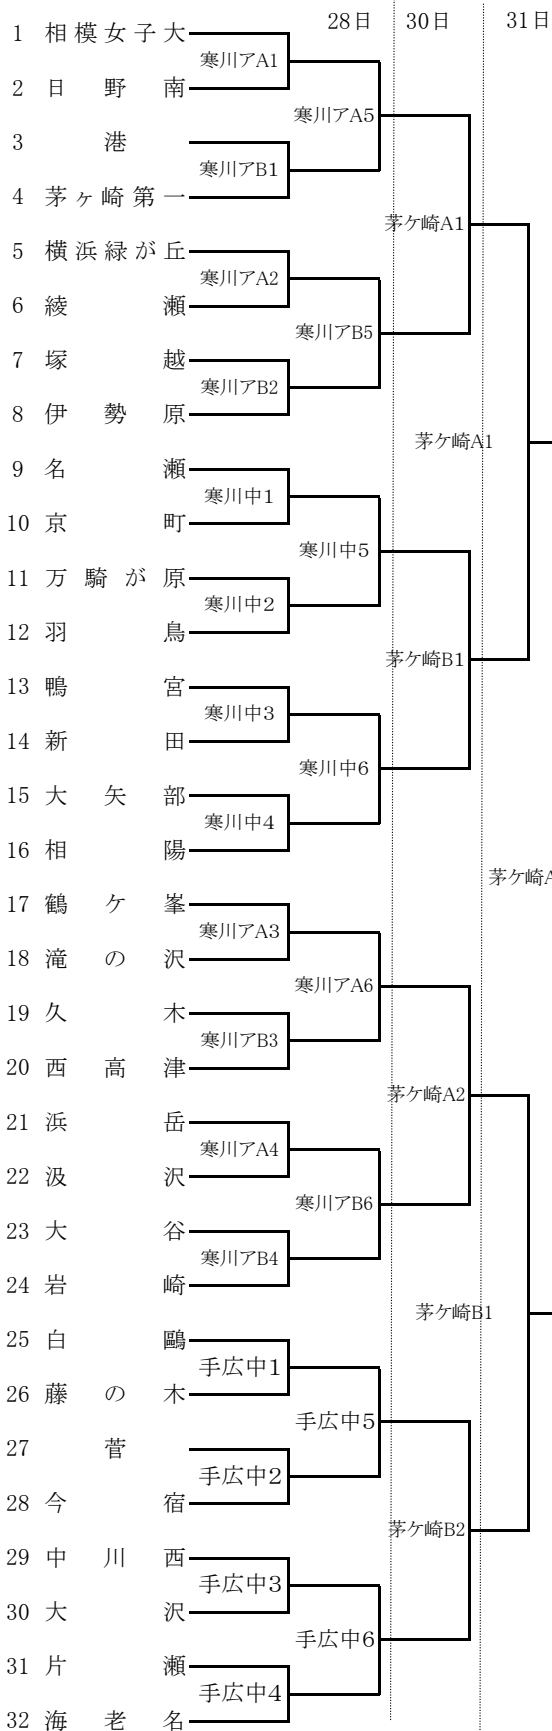 28日 30日 31日
1 相模女子大
寒川アA1
2 日野南
寒川アA5
3 港
寒川アB1
4 茅ヶ崎第一
茅ケ崎A1
5 横浜緑が丘
寒川アA2
6 綾瀬
寒川アB5
7 塚越
寒川アB2
8 伊勢原
茅ケ崎A1
9 名瀬
寒川中1
10 京町
寒川中5
11 万騎が原
寒川中2
12 羽鳥
茅ケ崎B1
13 鴨宮
寒川中3
14 新田
寒川中6
15 大矢部
寒川中4
16 相陽
茅ケ崎A
17 鶴ケ峯
寒川アA3
18 滝の沢
寒川アA6
19 久木
寒川アB3
20 西高津
茅ケ崎A2
21 浜岳
寒川アA4
22 汲沢
寒川アB6
23 大谷
寒川アB4
24 岩崎
茅ケ崎B1
25 白鷗
手広中1
26 藤の木
手広中5
27 菅
手広中2
28 今宿
茅ケ崎B2
29 中川西
手広中3
30 大沢
手広中6
31 片瀬
手広中4
32 海老名